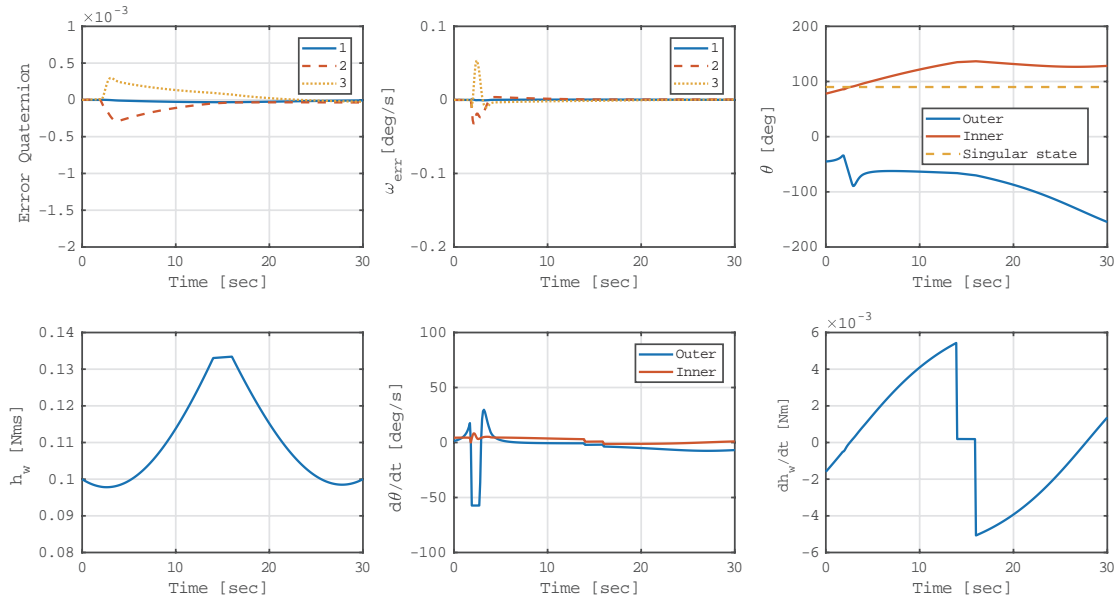 ×10⁻³
1
0.5
0
-0.5
-1
-1.5
-2
0 10 20 30
Time [sec]
Error Quaternion
1
2
3
0.1
0
-0.1
-0.2
0 10 20 30
Time [sec]
ω_err [deg/s]
1
2
3
200
100
0
-100
-200
0 10 20 30
Time [sec]
θ [deg]
Outer
Inner
Singular state
0.14
0.13
0.12
0.11
0.1
0.09
0.08
0 10 20 30
Time [sec]
h_w [Nms]
100
50
0
-50
-100
0 10 20 30
Time [sec]
dθ/dt [deg/s]
Outer
Inner
×10⁻³
6
4
2
0
-2
-4
-6
0 10 20 30
Time [sec]
dh_w/dt [Nm]